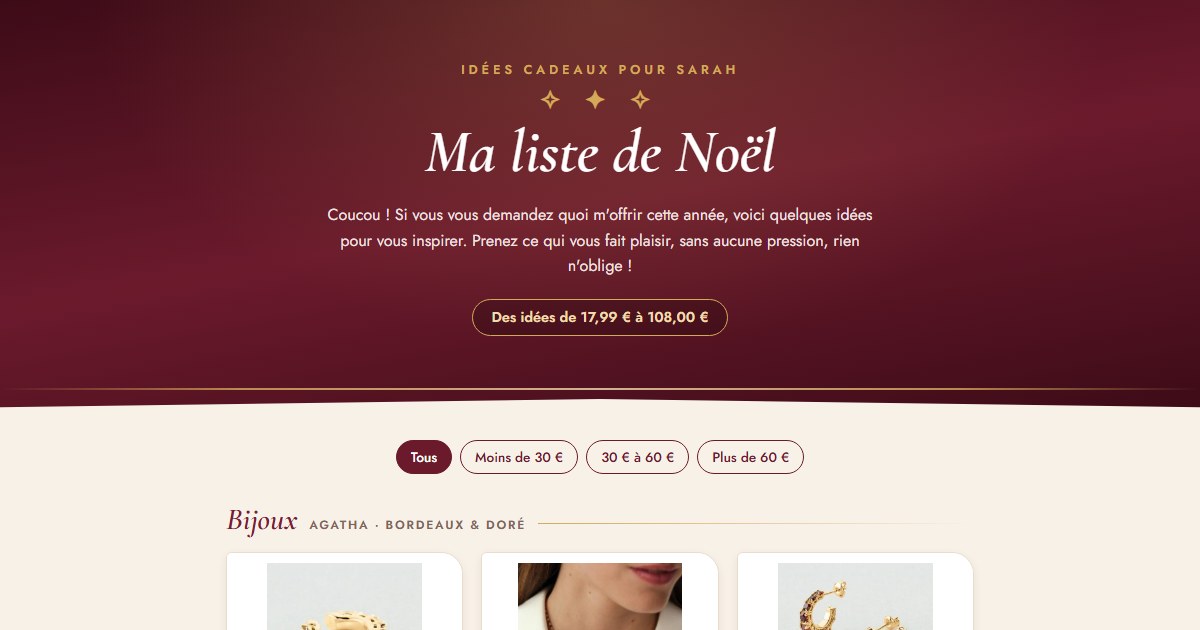 IDÉES CADEAUX POUR SARAH
Ma liste de Noël
Coucou ! Si vous vous demandez quoi m'offrir cette année, voici quelques idées
pour vous inspirer. Prenez ce qui vous fait plaisir, sans aucune pression, rien
n'oblige !
Des idées de 17,99 € à 108,00 €
Tous
Moins de 30 €
30 € à 60 €
Plus de 60 €
Bijoux AGATHA · BORDEAUX & DORÉ